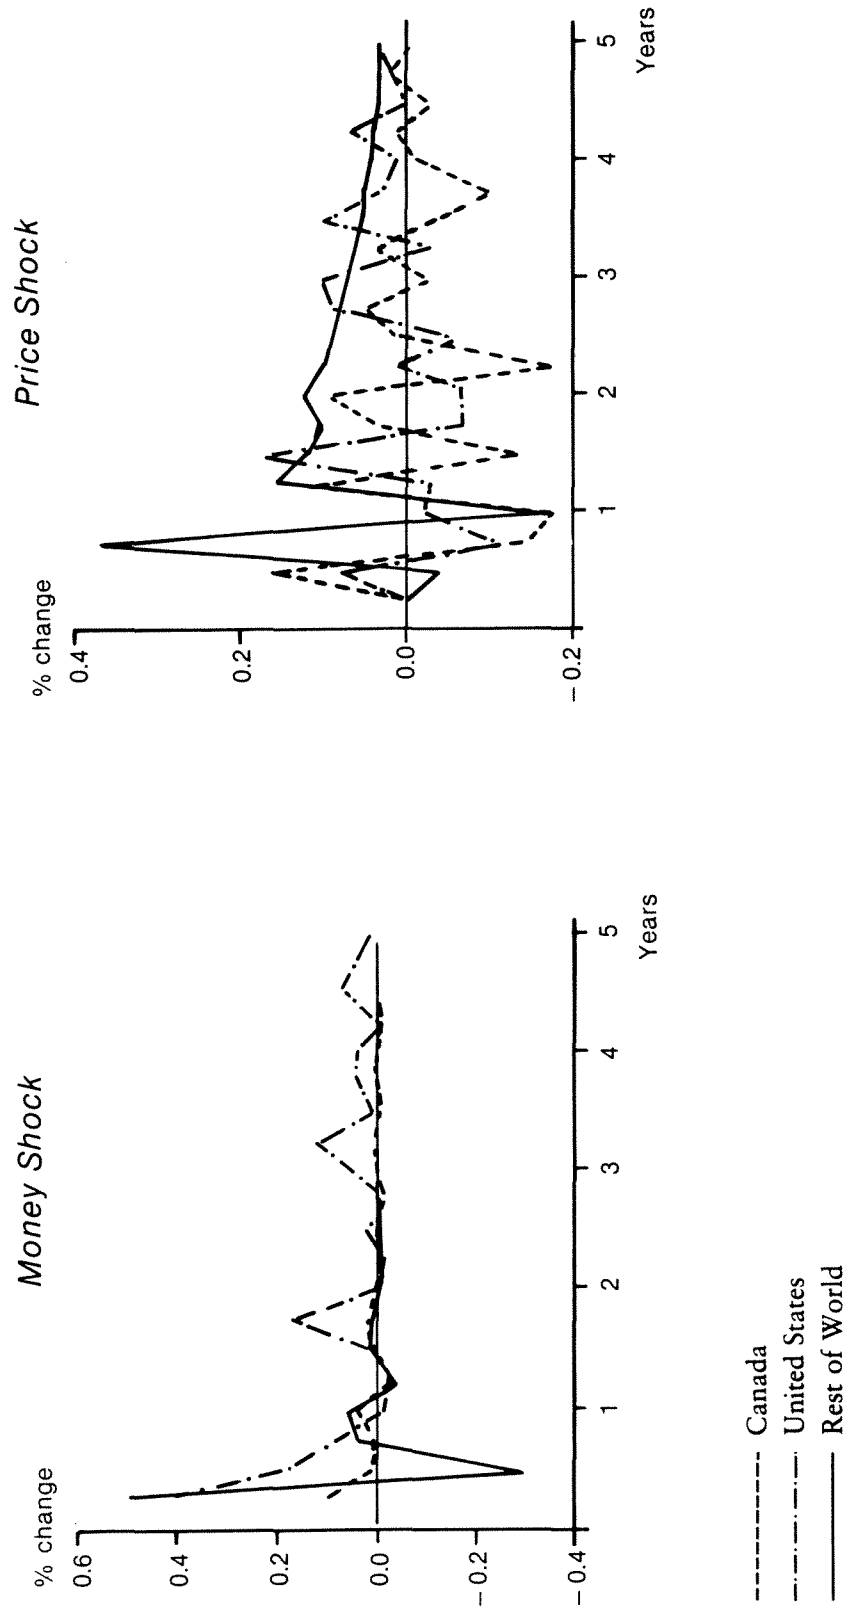 Money Shock
% change
0.6
0.4
0.2
0.0
– 0.2
– 0.4
1
2
3
4
5
Years
Price Shock
% change
0.4
0.2
0.0
– 0.2
1
2
3
4
5
Years
Canada
United States
Rest of World